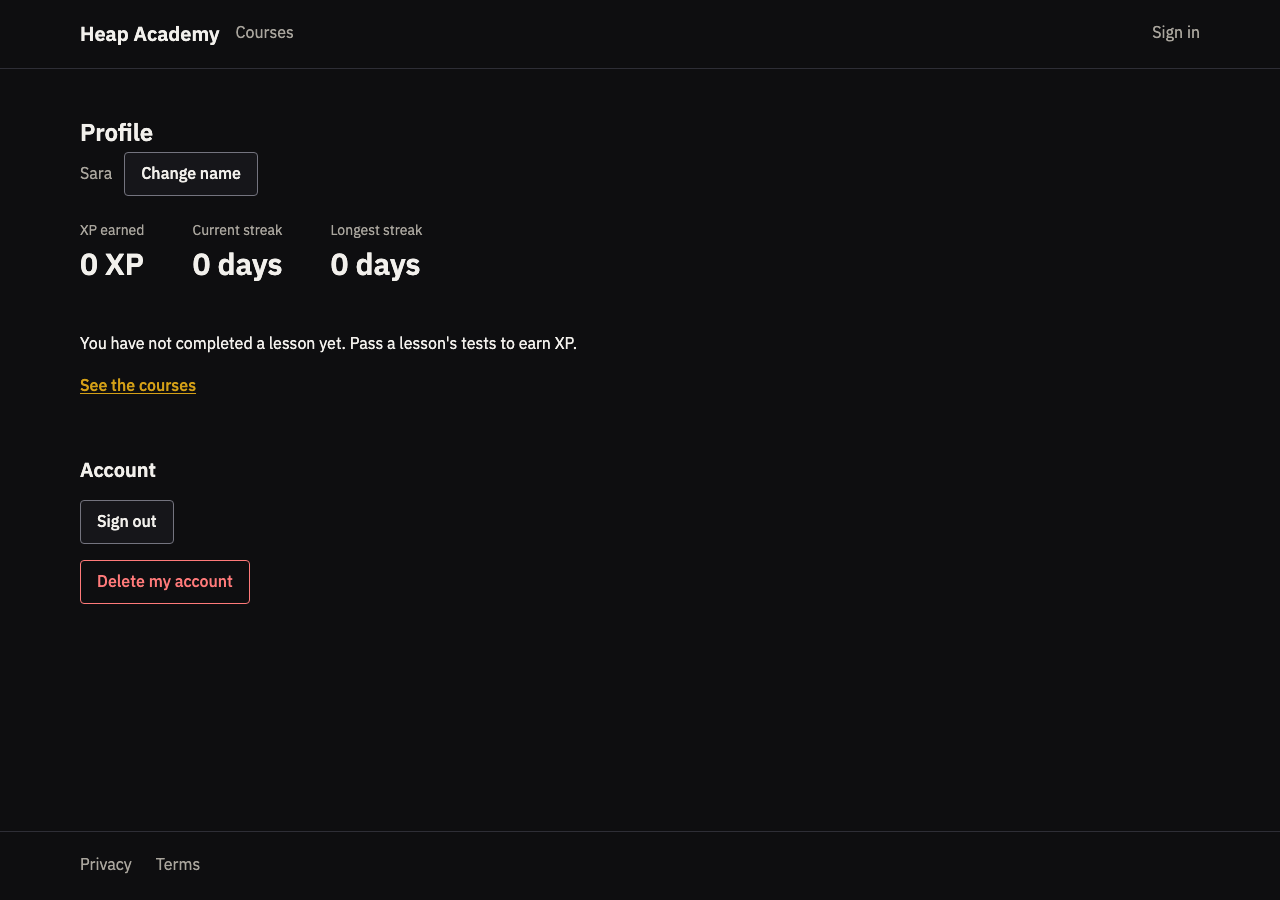 Heap Academy Courses Sign in
Profile
Sara Change name
XP earned Current streak Longest streak
0 XP 0 days 0 days
You have not completed a lesson yet. Pass a lesson's tests to earn XP.
See the courses
Account
Sign out
Delete my account
Privacy Terms